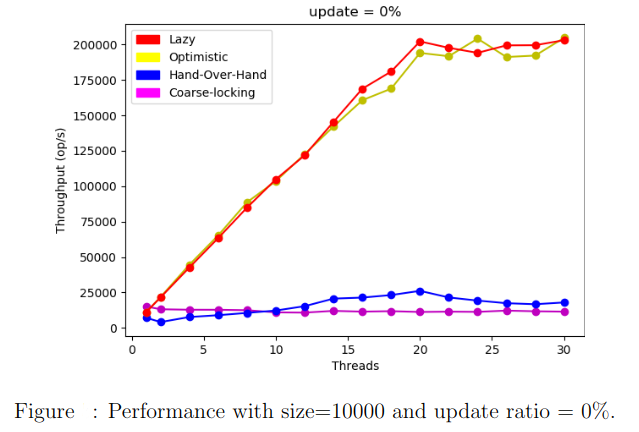 update = 0%
Throughput (op/s)
200000
175000
150000
125000
100000
75000
50000
25000
0
Lazy
Optimistic
Hand-Over-Hand
Coarse-locking
0 5 10 15 20 25 30
Threads
Figure : Performance with size=10000 and update ratio = 0%.